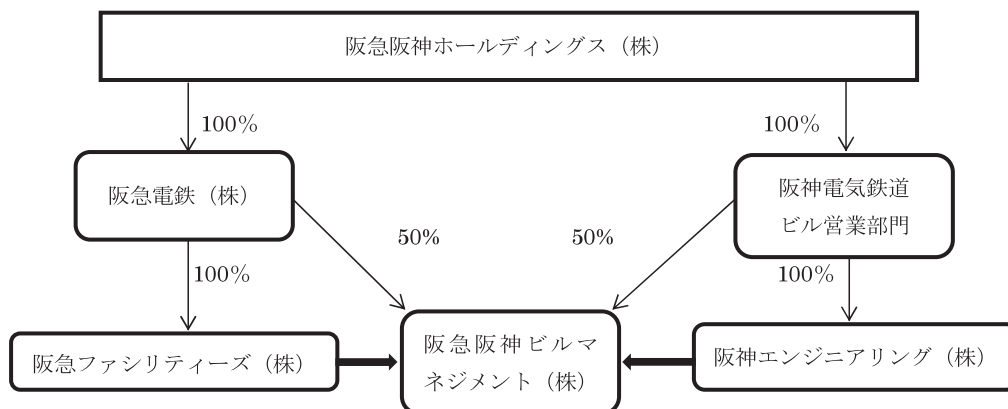 阪急阪神ホールディングス（株）
100%
100%
阪急電鉄（株）
阪神電気鉄道
ビル営業部門
50%
50%
100%
100%
阪急ファシリティーズ（株）
阪急阪神ビルマ
ネジメント（株）
阪神エンジニアリング（株）